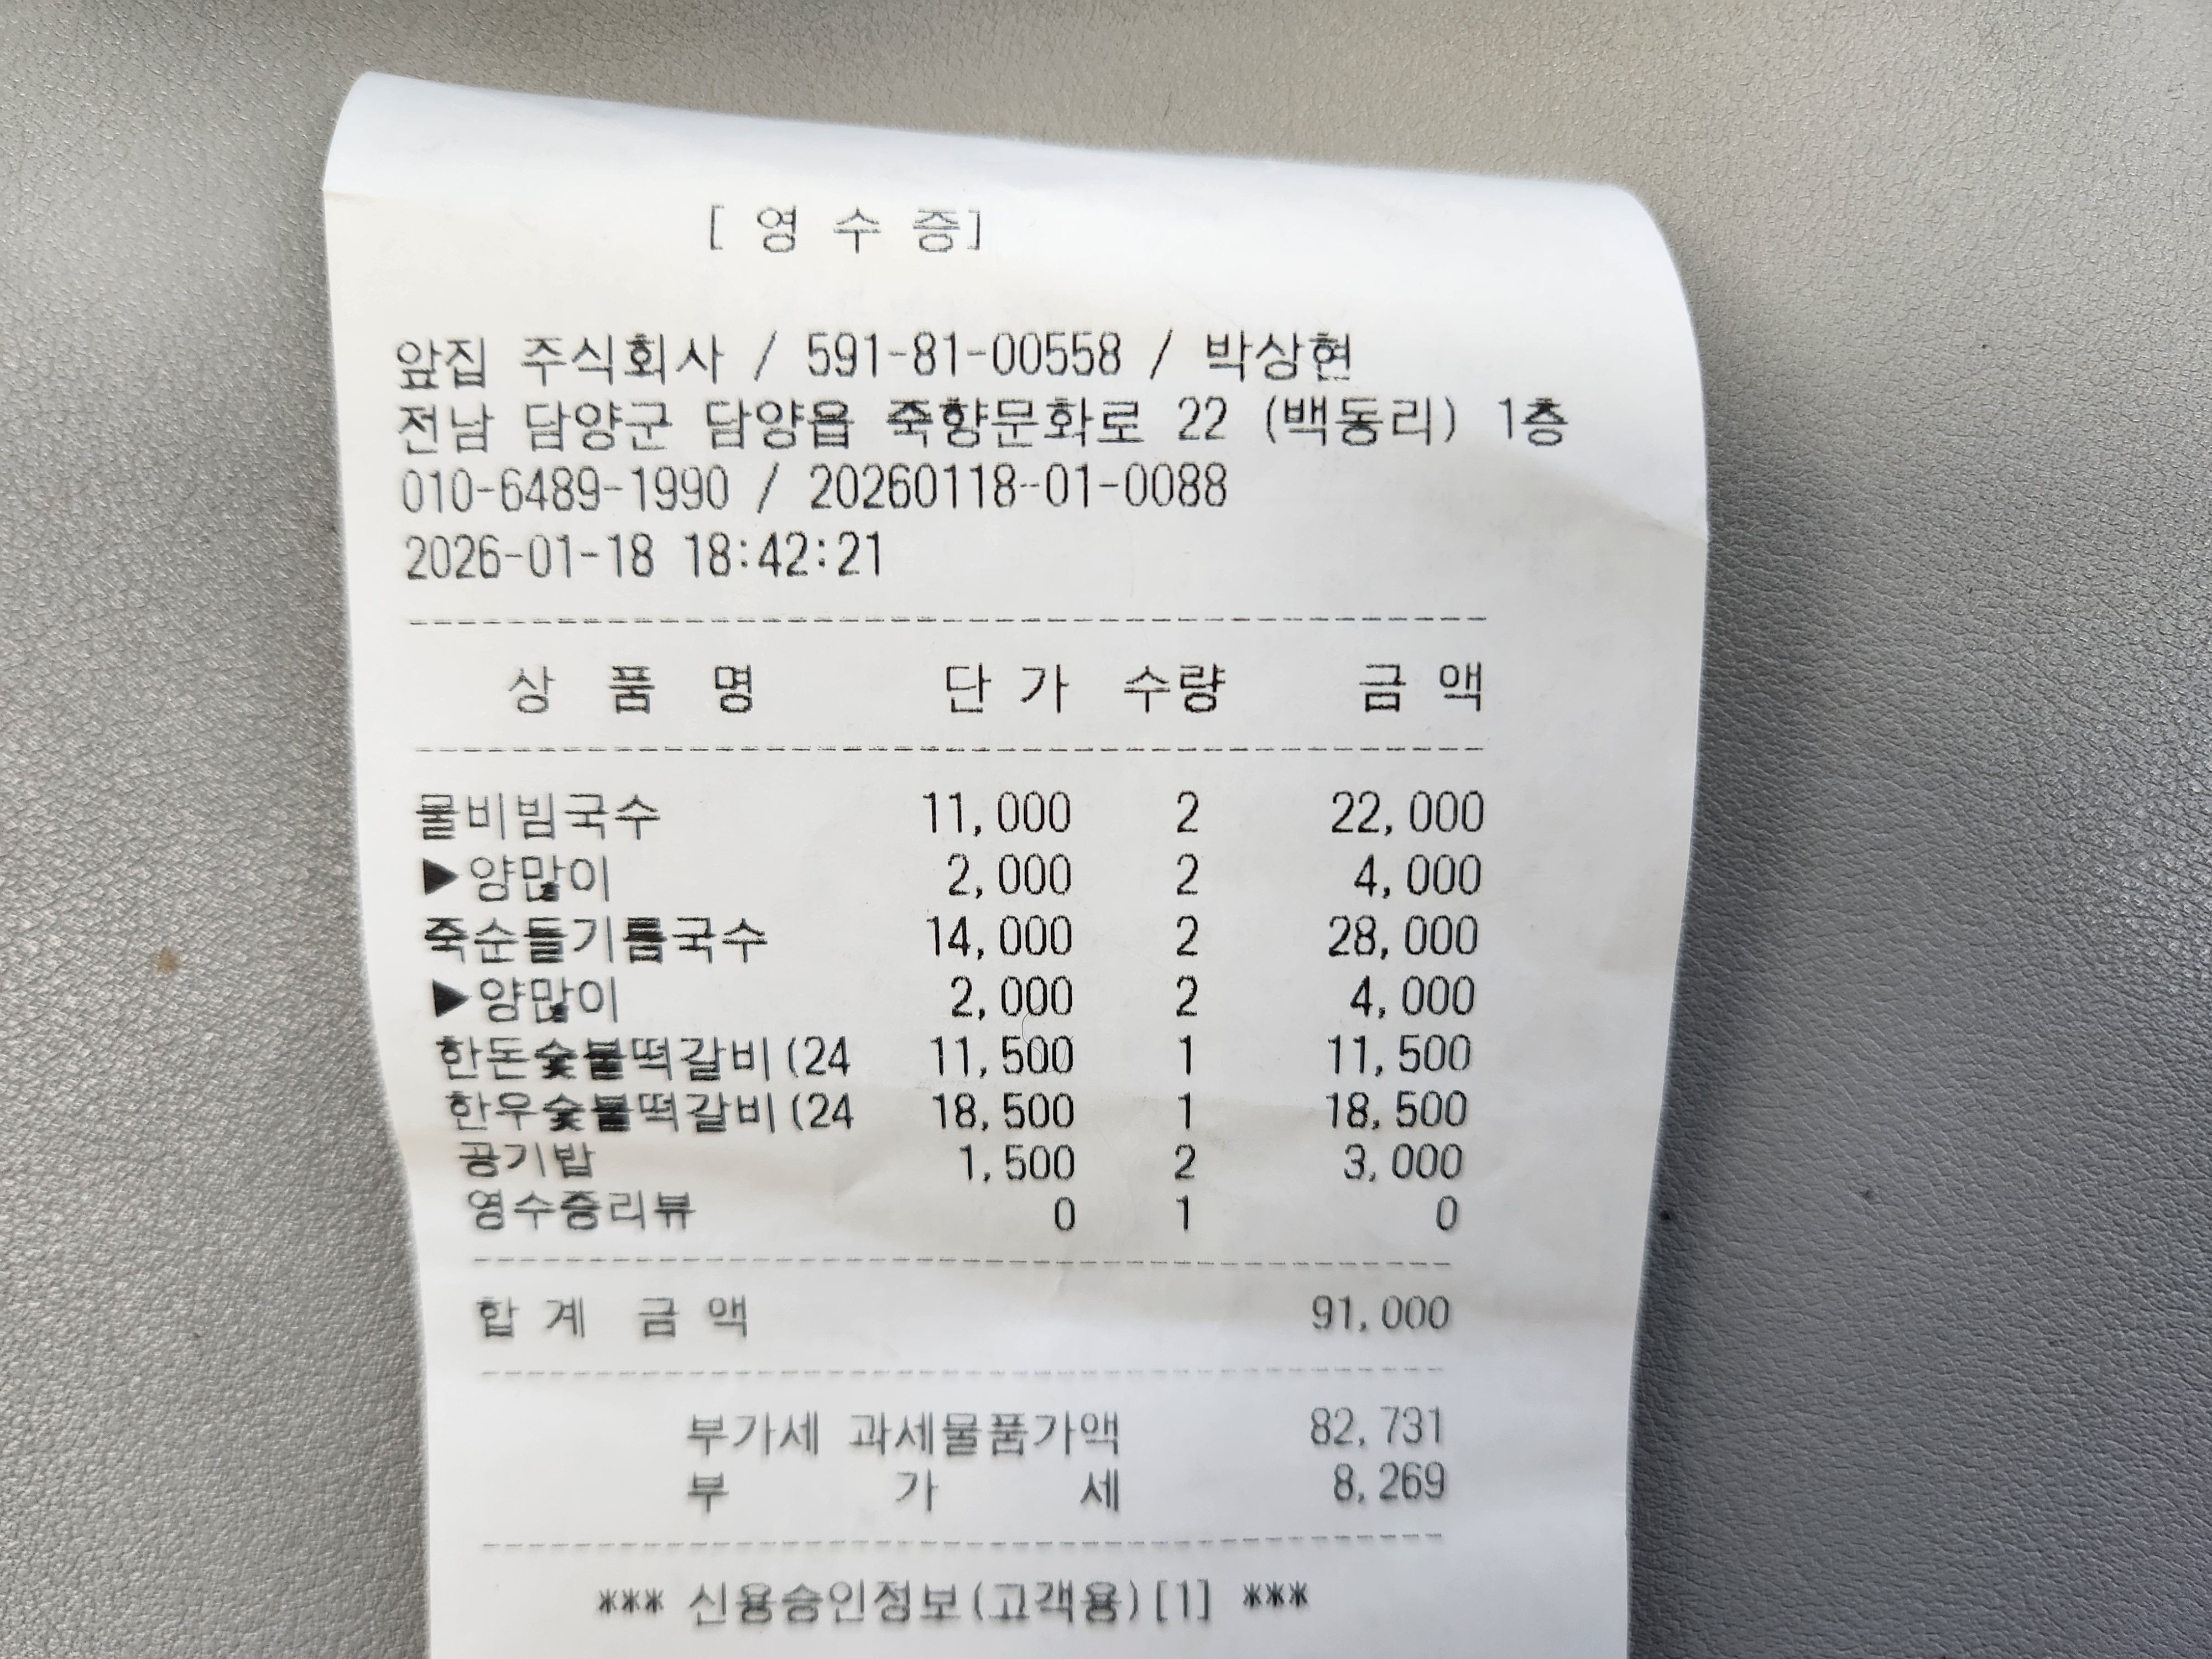 [ 영 수 증]
앞집 주식회사 / 591-81-00558 / 박상현
전남 담양군 담양읍 죽향문화로 22 (백동리) 1층
010-6489-1990 / 20260118-01-0088
2026-01-18 18:42:21
상 품 명 단 가 수량 금 액
물비빔국수 11,000 2 22,000
▶양많이 2,000 2 4,000
죽순들기름국수 14,000 2 28,000
▶양많이 2,000 2 4,000
한돈숯불떡갈비(24 11,500 1 11,500
한우숯불떡갈비(24 18,500 1 18,500
공기밥 1,500 2 3,000
영수증리뷰 0 1 0
합 계 금 액 91,000
부가세 과세물품가액 82,731
부 가 세 8,269
*** 신용승인정보(고객용)[1] ***